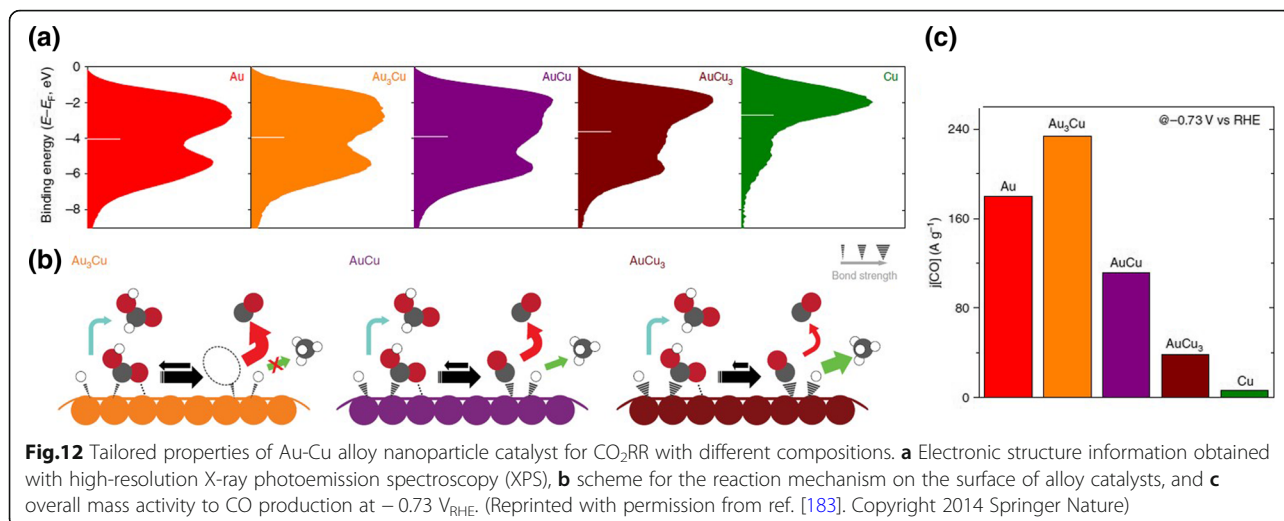 (a)
0
−2
−4
−6
−8
Binding energy (E–E_F, eV)
Au
Au₃Cu
AuCu
AuCu₃
Cu
(b)
Au₃Cu
AuCu
AuCu₃
Bond strength
X
(c)
@−0.73 V vs RHE
240
160
80
0
j[CO] (A g⁻¹)
Au
Au₃Cu
AuCu
AuCu₃
Cu
Fig.12 Tailored properties of Au-Cu alloy nanoparticle catalyst for CO₂RR with different compositions. a Electronic structure information obtained
with high-resolution X-ray photoemission spectroscopy (XPS), b scheme for the reaction mechanism on the surface of alloy catalysts, and c
overall mass activity to CO production at − 0.73 V_RHE. (Reprinted with permission from ref. [183]. Copyright 2014 Springer Nature)